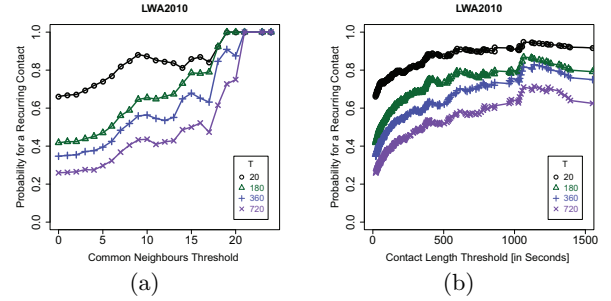 LWA2010
Probability for a Recurring Contact
0.0 0.2 0.4 0.6 0.8 1.0
T
20
180
360
720
0 5 10 15 20
Common Neighbours Threshold
(a)
LWA2010
Probability for a Recurring Contact
0.0 0.2 0.4 0.6 0.8 1.0
T
20
180
360
720
0 500 1000 1500
Contact Length Threshold [in Seconds]
(b)